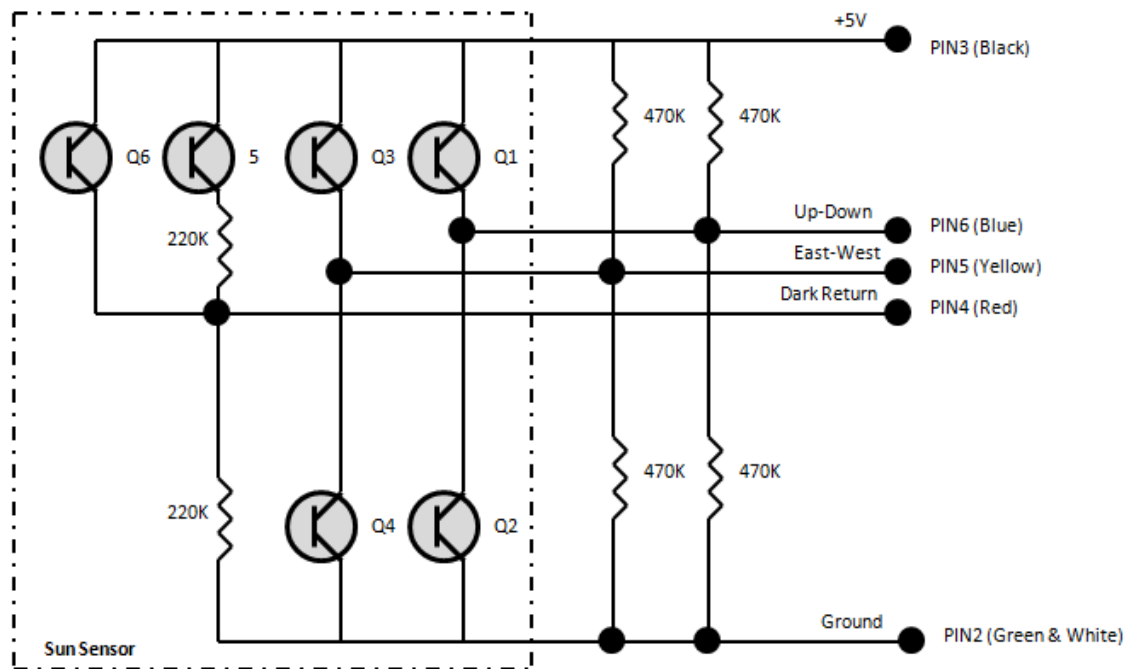 +5V
PIN3 (Black)
470K
470K
Q6
5
Q3
Q1
Up-Down
PIN6 (Blue)
220K
East-West
PIN5 (Yellow)
Dark Return
PIN4 (Red)
470K
470K
220K
Q4
Q2
Ground
PIN2 (Green & White)
Sun Sensor